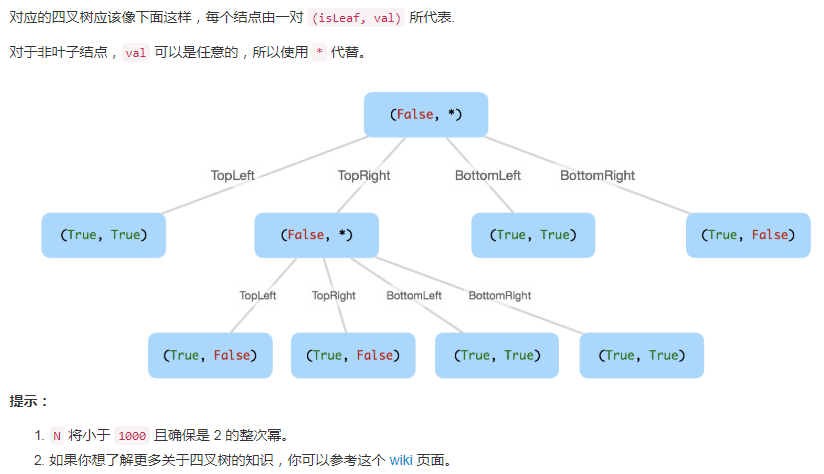 对应的四叉树应该像下面这样，每个结点由一对 (isLeaf, val) 所代表.
对于非叶子结点，val 可以是任意的，所以使用 * 代替。
(False, *)
TopLeft TopRight BottomLeft BottomRight
(True, True) (False, *) (True, True) (True, False)
TopLeft TopRight BottomLeft BottomRight
(True, False) (True, False) (True, True) (True, True)
提示：
1. N 将小于 1000 且确保是 2 的整次幂。
2. 如果你想了解更多关于四叉树的知识，你可以参考这个 wiki 页面。